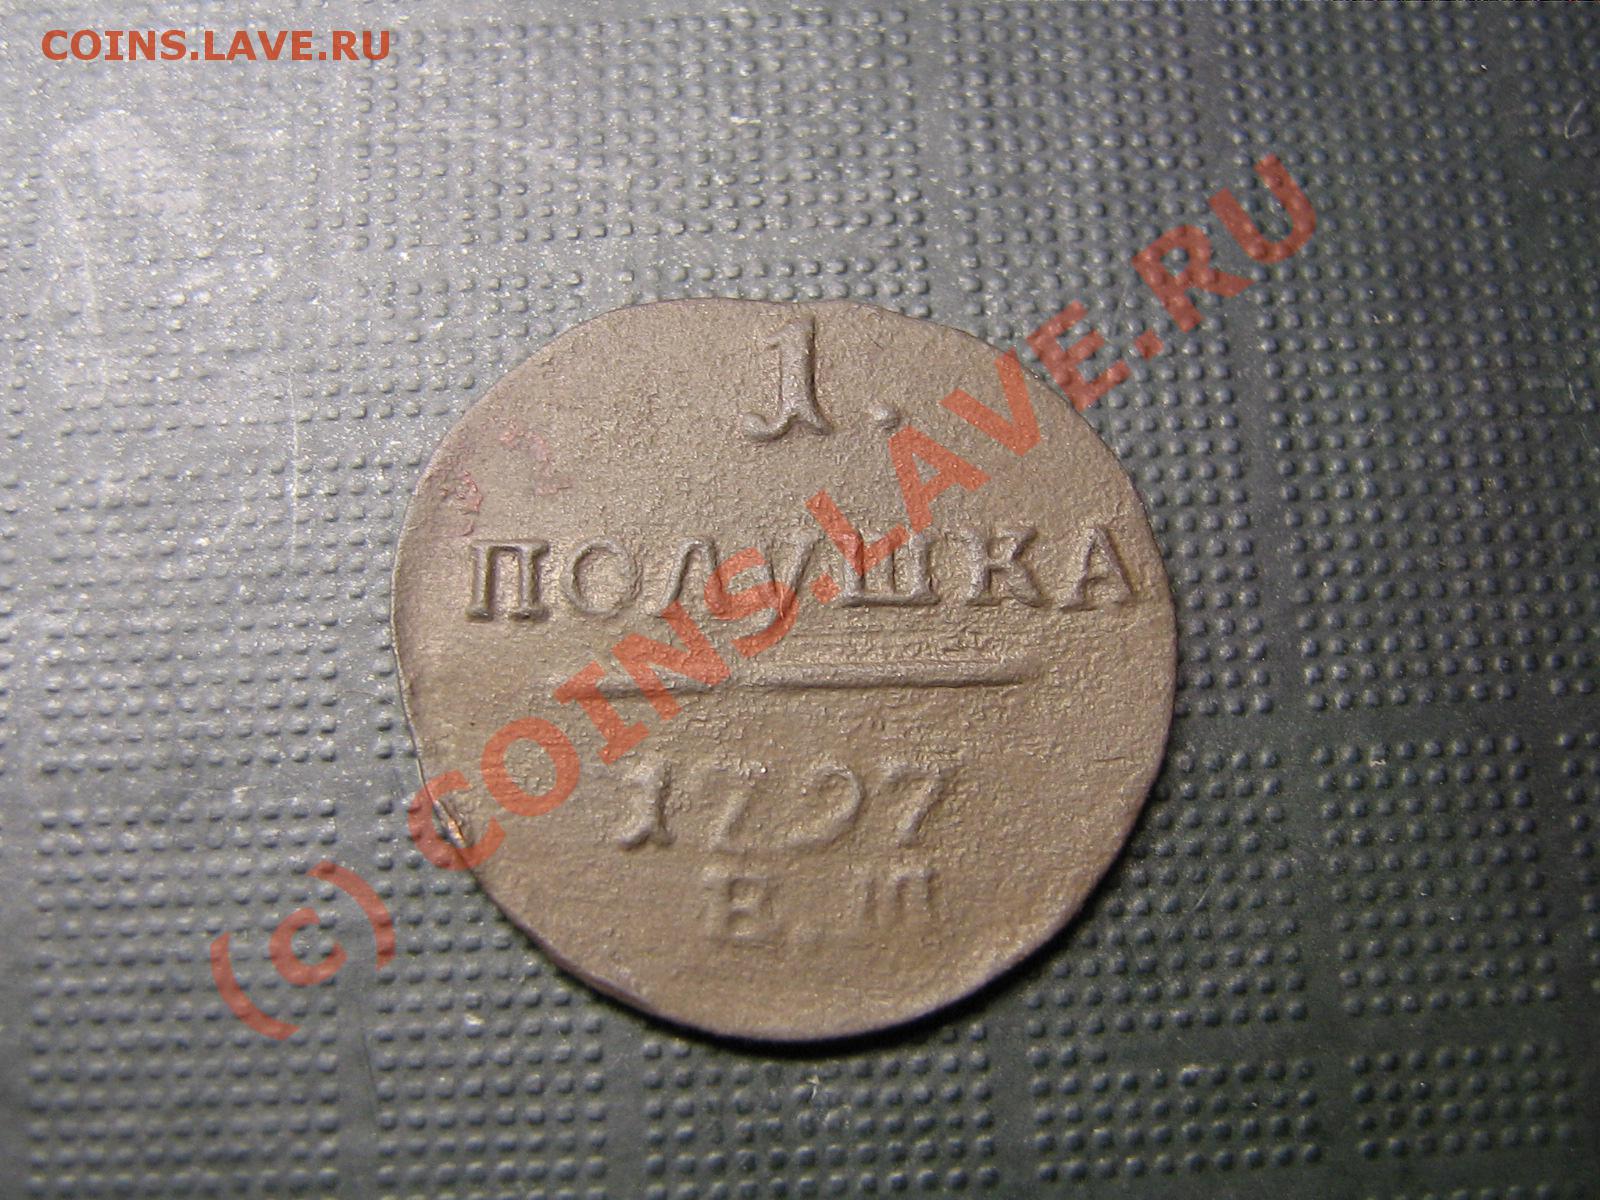 COINS.LAVE.RU
1.
ПОЛУШКА
1797
Е.М
(c) COINS.LAVE.RU